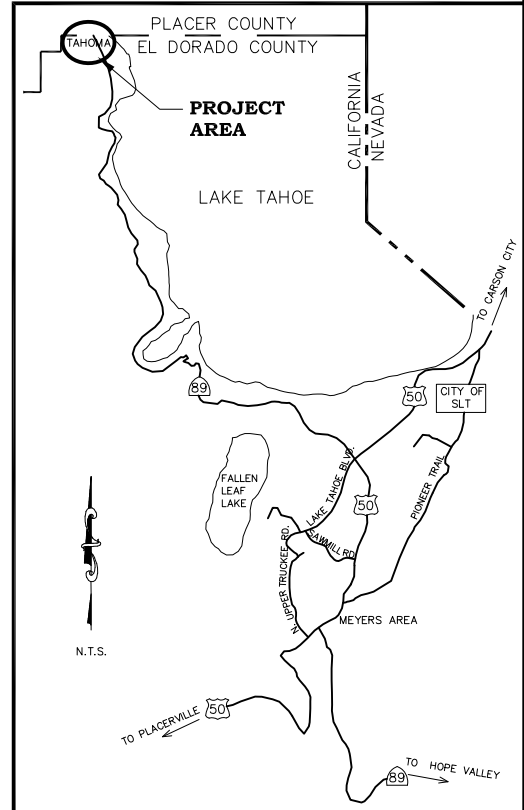 PLACER COUNTY
EL DORADO COUNTY
TAHOMA
PROJECT
AREA
CALIFORNIA
NEVADA
LAKE TAHOE
TO CARSON CITY
89
50
CITY OF
SLT
FALLEN
LEAF
LAKE
LAKE TAHOE BLVD.
50
PIONEER TRAIL
SAWMILL RD.
N. UPPER TRUCKEE RD.
MEYERS AREA
N.T.S.
TO PLACERVILLE
50
TO HOPE VALLEY
89